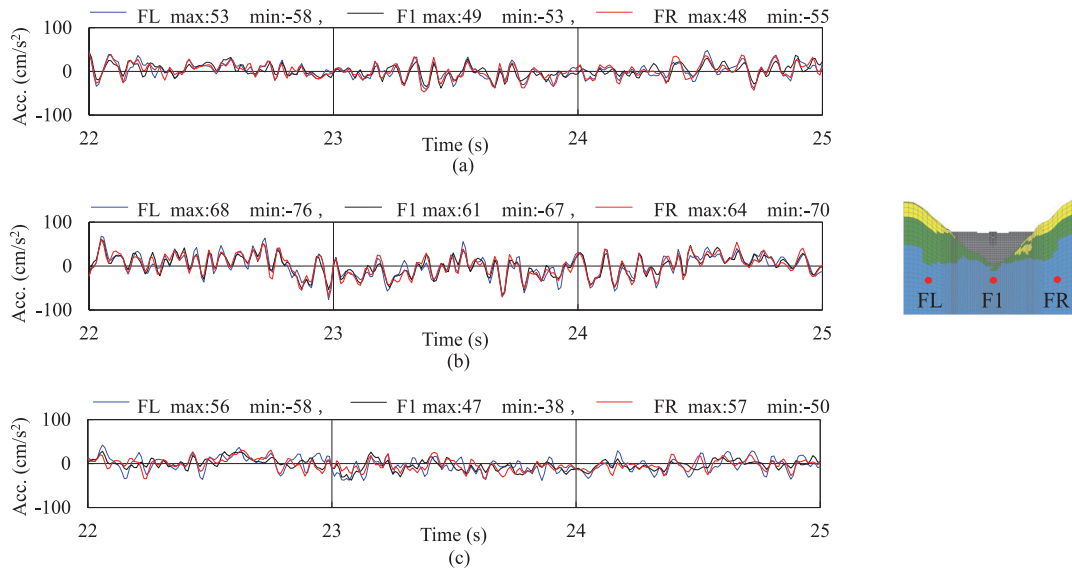 FL max:53 min:-58 , F1 max:49 min:-53 , FR max:48 min:-55
Acc. (cm/s²)
100
0
-100
22 23 24 25
Time (s)
(a)
FL max:68 min:-76 , F1 max:61 min:-67 , FR max:64 min:-70
Acc. (cm/s²)
100
0
-100
22 23 24 25
Time (s)
(b)
FL F1 FR
FL max:56 min:-58 , F1 max:47 min:-38 , FR max:57 min:-50
Acc. (cm/s²)
100
0
-100
22 23 24 25
Time (s)
(c)